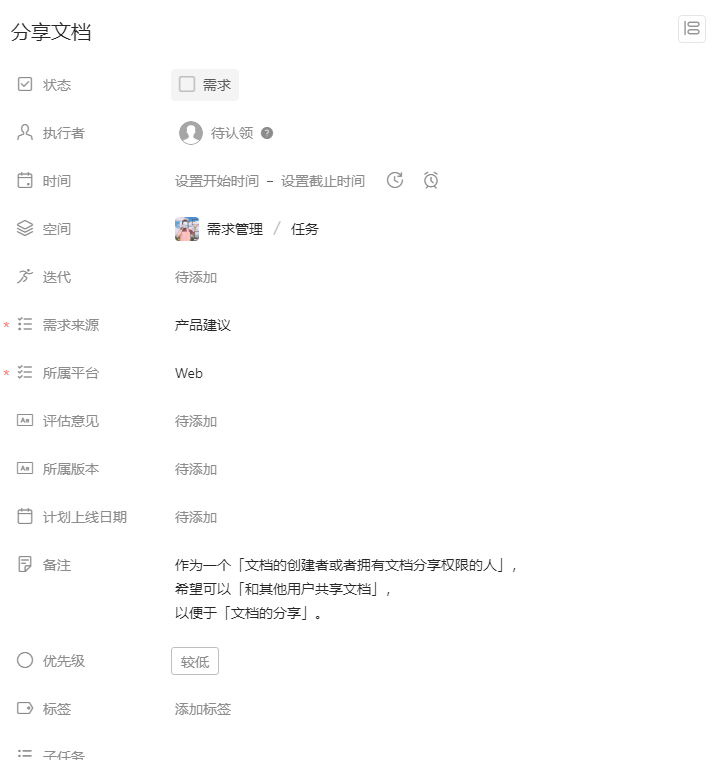 分享文档
状态 需求
执行者 待认领 ?
时间 设置开始时间 – 设置截止时间
空间 需求管理 / 任务
迭代 待添加
* 需求来源 产品建议
* 所属平台 Web
评估意见 待添加
所属版本 待添加
计划上线日期 待添加
备注 作为一个「文档的创建者或者拥有文档分享权限的人」,
希望可以「和其他用户共享文档」,
以便于「文档的分享」。
优先级 较低
标签 添加标签
子任务